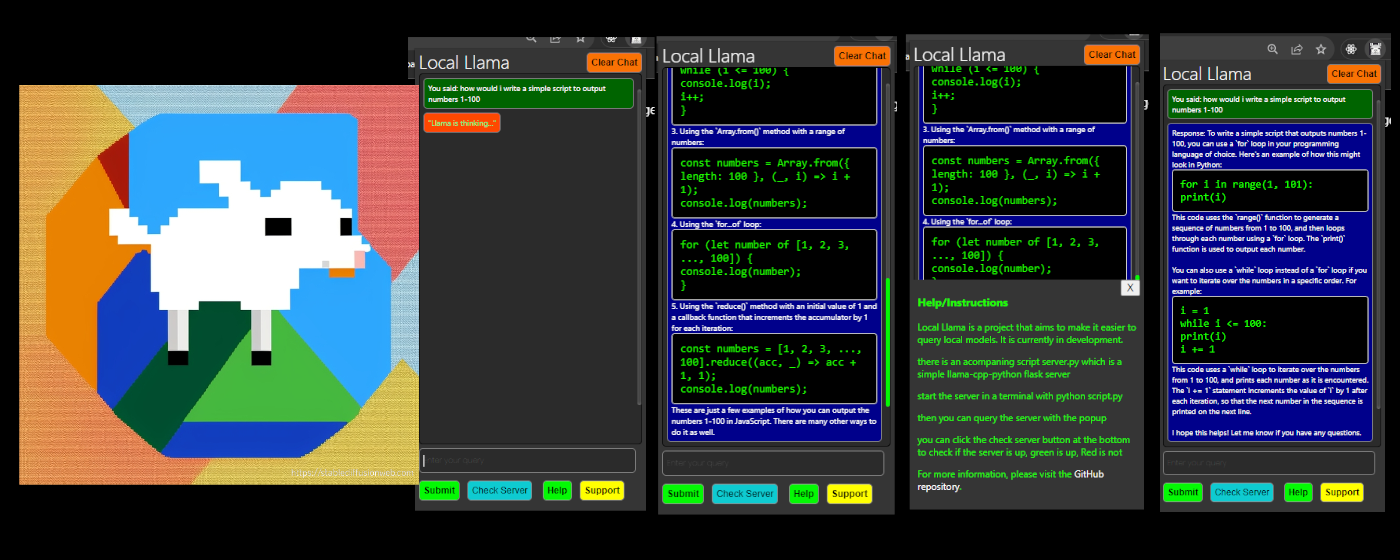 Local Llama
Clear Chat
You said: how would i write a simple script to output
numbers 1-100
"Llama is thinking..."
Enter your query
Submit
Check Server
Help
Support
Local Llama
Clear Chat
while (i <= 100) {
console.log(i);
i++;
}
3. Using the `Array.from()` method with a range of
numbers:
const numbers = Array.from({
length: 100 }, (_, i) => i +
1);
console.log(numbers);
4. Using the `for...of` loop:
for (let number of [1, 2, 3,
..., 100]) {
console.log(number);
}
5. Using the `reduce()` method with an initial value of 1 and
a callback function that increments the accumulator by 1
for each iteration:
const numbers = [1, 2, 3, ...,
100].reduce((acc, _) => acc +
1, 1);
console.log(numbers);
These are just a few examples of how you can output the
numbers 1-100 in JavaScript. There are many other ways to
do it as well.
Enter your query
Submit
Check Server
Help
Support
Local Llama
Clear Chat
while (i <= 100) {
console.log(i);
i++;
}
3. Using the `Array.from()` method with a range of
numbers:
const numbers = Array.from({
length: 100 }, (_, i) => i +
1);
console.log(numbers);
4. Using the `for...of` loop:
for (let number of [1, 2, 3,
..., 100]) {
console.log(number);
X
Help/Instructions
Local Llama is a project that aims to make it easier to
query local models. It is currently in development.
there is an acompaning script server.py which is a
simple llama-cpp-python flask server
start the server in a terminal with python script.py
then you can query the server with the popup
you can click the check server button at the bottom
to check if the server is up, green is up, Red is not
For more information, please visit the GitHub
repository.
Local Llama
Clear Chat
You said: how would i write a simple script to output
numbers 1-100
Response: To write a simple script that outputs numbers 1-
100, you can use a `for` loop in your programming
language of choice. Here's an example of how this might
look in Python:
for i in range(1, 101):
print(i)
This code uses the `range()` function to generate a
sequence of numbers from 1 to 100, and then loops
through each number using a `for` loop. The `print()`
function is used to output each number.
You can also use a `while` loop instead of a `for` loop if you
want to iterate over the numbers in a specific order. For
example:
i = 1
while i <= 100:
print(i)
i += 1
This code uses a `while` loop to iterate over the numbers
from 1 to 100, and prints each number as it is encountered.
The `i += 1` statement increments the value of `i` by 1 after
each iteration, so that the next number in the sequence is
printed on the next line.
I hope this helps! Let me know if you have any questions.
Enter your query
Submit
Check Server
Help
Support